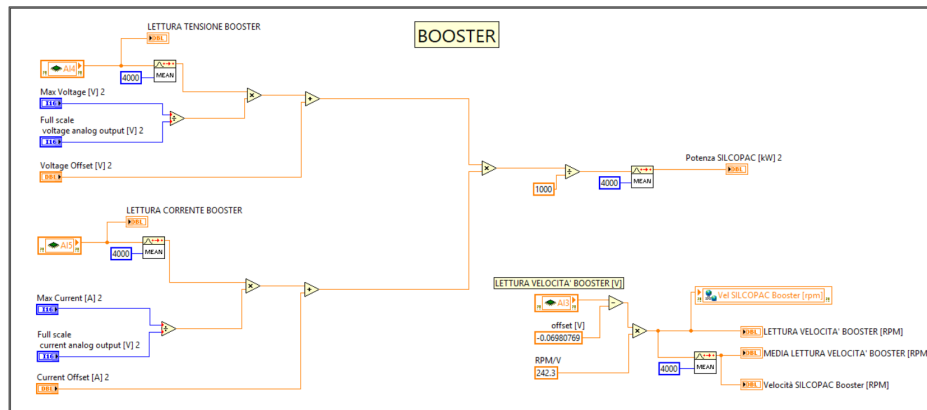 BOOSTER
LETTURA TENSIONE BOOSTER
DBL
AI4
4000
MEAN
Max Voltage [V] 2
I16
Full scale
voltage analog output [V] 2
I16
Voltage Offset [V] 2
DBL
1000
4000
MEAN
Potenza SILCOPAC [kW] 2
DBL
LETTURA CORRENTE BOOSTER
DBL
AI5
4000
MEAN
Max Current [A] 2
I16
Full scale
current analog output [V] 2
I16
Current Offset [A] 2
DBL
LETTURA VELOCITA' BOOSTER [V]
AI3
offset [V]
-0.06980769
RPM/V
242.3
Vel SILCOPAC Booster [rpm]
DBL
LETTURA VELOCITA' BOOSTER [RPM]
4000
MEAN
DBL
MEDIA LETTURA VELOCITA' BOOSTER [RPM
DBL
Velocità SILCOPAC Booster [RPM]